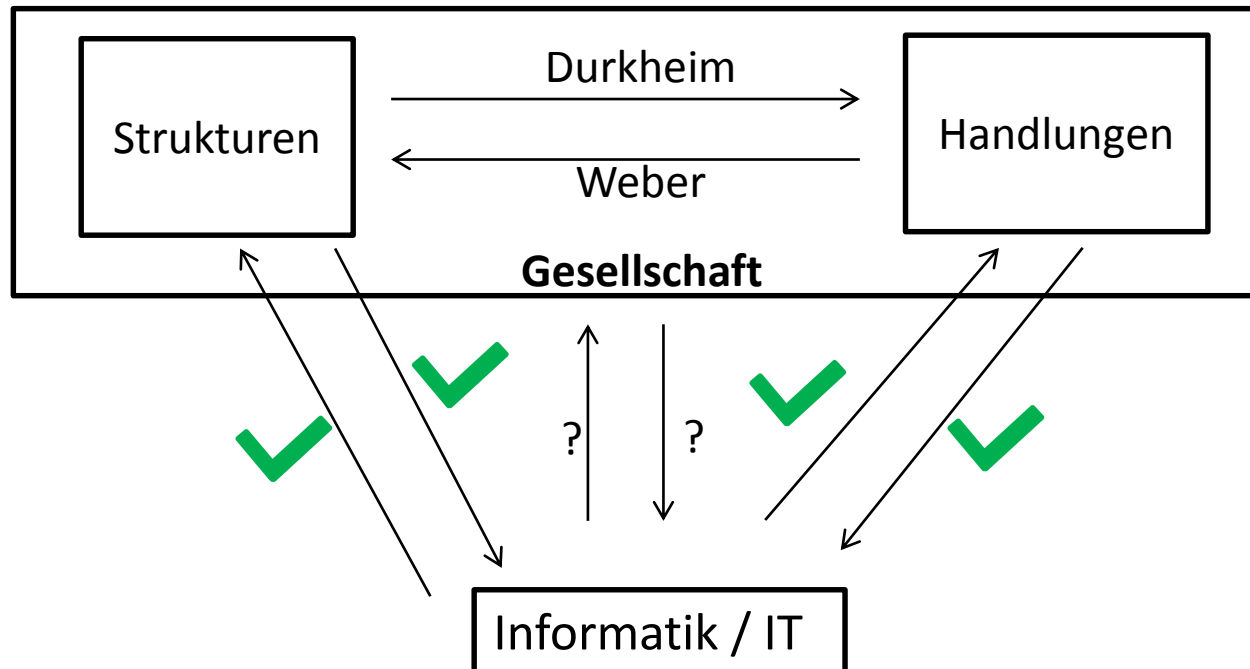 Durkheim
Strukturen
Handlungen
Weber
Gesellschaft
?
?
Informatik / IT